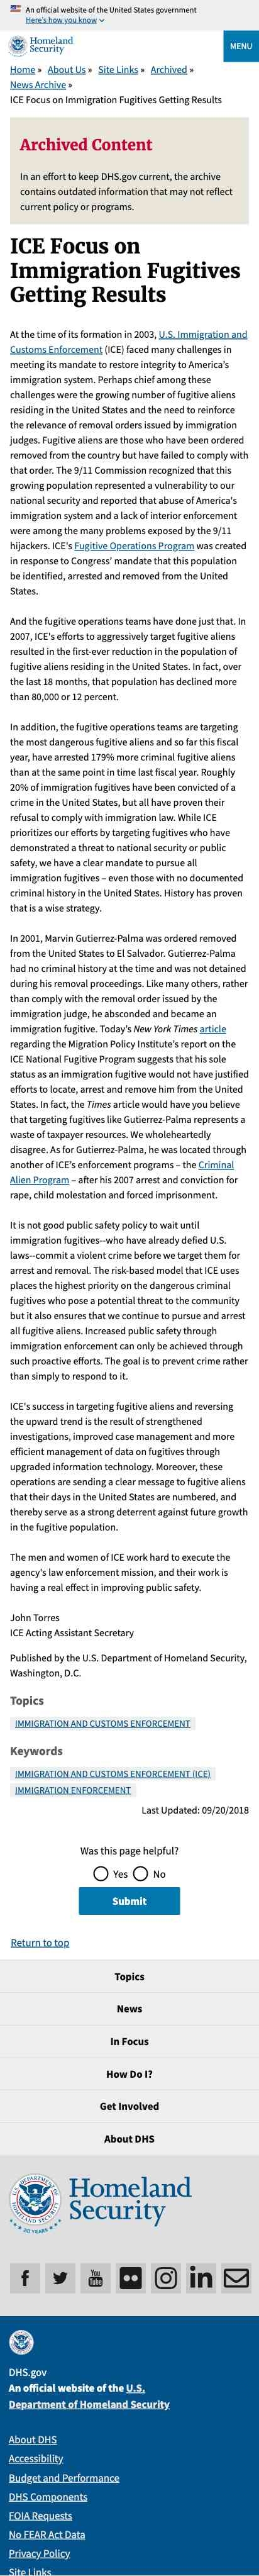 An official website of the United States government
Here's how you know
Homeland
Security
MENU
Home » About Us » Site Links » Archived »
News Archive »
ICE Focus on Immigration Fugitives Getting Results
Archived Content
In an effort to keep DHS.gov current, the archive
contains outdated information that may not reflect
current policy or programs.
ICE Focus on
Immigration Fugitives
Getting Results
At the time of its formation in 2003, U.S. Immigration and
Customs Enforcement (ICE) faced many challenges in
meeting its mandate to restore integrity to America's
immigration system. Perhaps among these
challenges were the growing number of fugitive aliens
residing in the United States and the need to reinforce
the relevance of removal orders issued by immigration
judges. Fugitive aliens are those who have been ordered
removed from the country but have failed to comply with
that order. The 9/11 Commission recognized that this
growing population represented a vulnerability to our
national security and reported that abuse of America's
immigration system and a lack of interior enforcement
were among the many problems exposed by the 9/11
hijackers. ICE's Fugitive Operations Program was created
in response to Congress' mandate that this population
be identified, arrested and removed from the United
States.
And the fugitive operations teams have done just that. In
2007, ICE's efforts to aggressively target fugitive aliens
resulted in the first-ever reduction in the population of
fugitive aliens residing in the United States. In fact, over
the last 18 months, that population has declined more
than 80,000 or 12 percent.
In addition, the fugitive operations teams are targeting
the most dangerous fugitive aliens and so far this fiscal
year, have arrested 179% more criminal fugitive aliens
than at the same point in time last fiscal year. Roughly
20% of immigration fugitives have been convicted of a
crime in the United States, but all have proven their
refusal to comply with immigration law. While ICE
prioritizes our efforts by targeting fugitives who have
demonstrated a threat to national security or public
safety, we have a clear mandate to pursue all
immigration fugitives – even those with no documented
criminal history in the United States. History has proven
that is a wise strategy.
In 2001, Marvin Gutierrez-Palma was ordered removed
from the United States to El Salvador. Gutierrez-Palma
had no criminal history at the time and was not detained
during his removal proceedings. Like many others, rather
than comply with the removal order issued by the
immigration judge, he absconded and became an
immigration fugitive. Today's New York Times article
regarding the Migration Policy Institute's report on the
ICE National Fugitive Program suggests that his sole
status as an immigration fugitive would not have justified
efforts to locate, arrest and remove him from the United
States. In fact, the Times article would have you believe
that targeting fugitives like Gutierrez-Palma represents a
waste of taxpayer resources. We wholeheartedly
disagree. As for Gutierrez-Palma, he was located through
another of ICE's enforcement programs – the Criminal
Alien Program – after his 2007 arrest and conviction for
rape, child molestation and forced imprisonment.
It is not good public safety policy to wait until
immigration fugitives--who have already defied U.S.
laws--commit a violent crime before we target them for
arrest and removal. The risk-based model that ICE uses
places the highest priority on the dangerous criminal
fugitives who pose a potential threat to the community
but it also ensures that we continue to pursue and arrest
all fugitive aliens. Increased public safety through
immigration enforcement can only be achieved through
such proactive efforts. The goal is to prevent crime rather
than simply to respond to it.
ICE's success in targeting fugitive aliens and reversing
the upward trend is the result of strengthened
investigations, improved case management and more
efficient management of data on fugitives through
upgraded information technology. Moreover, these
operations are sending a clear message to fugitive aliens
that their days in the United States are numbered, and
thereby serve as a strong deterrent against future growth
in the fugitive population.
The men and women of ICE work hard to execute the
agency's law enforcement mission, and their work is
having a real effect in improving public safety.
John Torres
ICE Acting Assistant Secretary
Published by the U.S. Department of Homeland Security,
Washington, D.C.
Topics
IMMIGRATION AND CUSTOMS ENFORCEMENT
Keywords
IMMIGRATION AND CUSTOMS ENFORCEMENT (ICE)
IMMIGRATION ENFORCEMENT
Last Updated: 09/20/2018
Was this page helpful?
Yes No
Submit
Return to top
Topics
News
In Focus
How Do I?
Get Involved
About DHS
Homeland
Security
20 YEARS
You Tube
DHS.gov
An official website of the U.S.
Department of Homeland Security
About DHS
Accessibility
Budget and Performance
DHS Components
FOIA Requests
No FEAR Act Data
Privacy Policy
Site Links